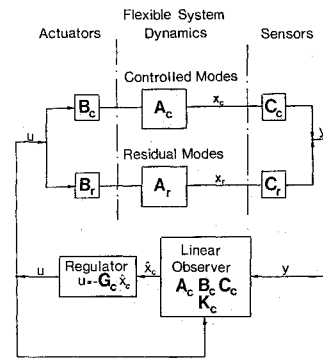 Flexible System
Actuators Dynamics Sensors
Controlled Modes
B_c A_c x_c C_c
u y
Residual Modes
B_r A_r x_r C_r
u Regulator x̂_c Linear y
u=-G_c x̂_c Observer
A_c B_c C_c
K_c